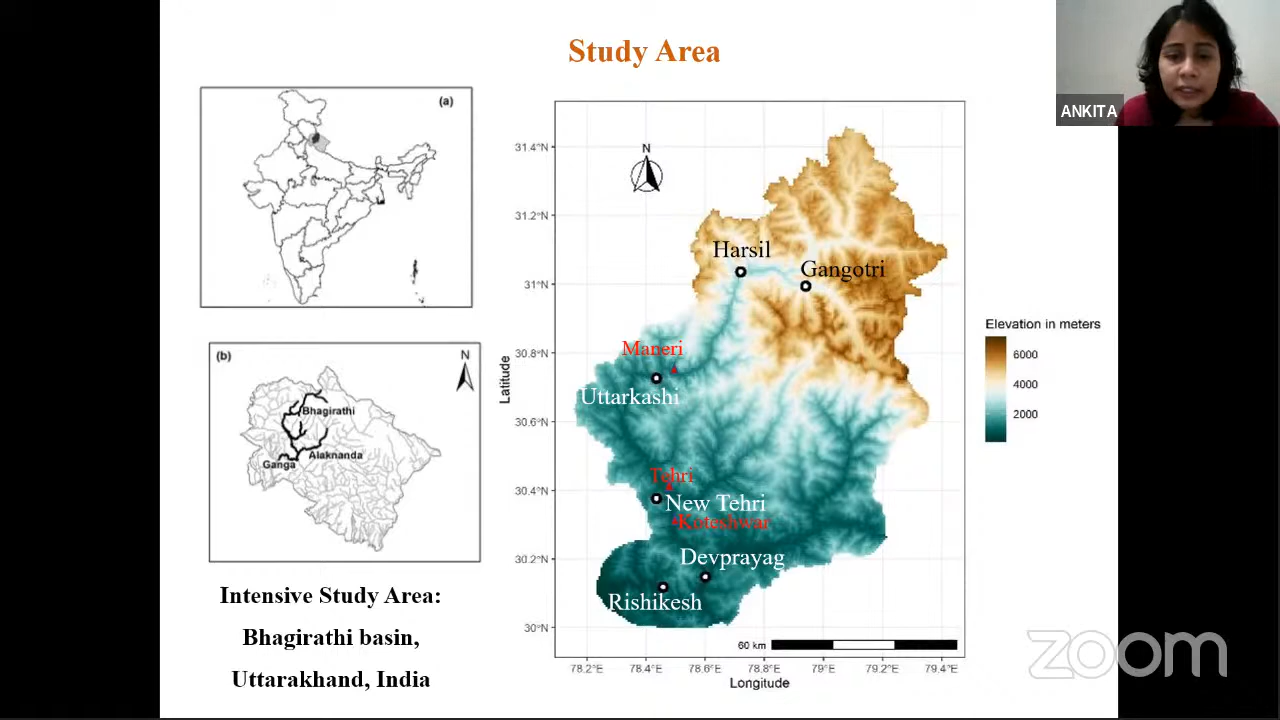 Study Area
ANKITA
(a)
(b)
N
Bhagirathi
Alaknanda
Ganga
Intensive Study Area:
Bhagirathi basin,
Uttarakhand, India
N
31.4°N
31.2°N
31°N
30.8°N
30.6°N
30.4°N
30.2°N
30°N
Latitude
Harsil
Gangotri
Maneri
Uttarkashi
Tehri
New Tehri
Koteshwar
Devprayag
Rishikesh
60 km
78.2°E 78.4°E 78.6°E 78.8°E 79°E 79.2°E 79.4°E
Longitude
Elevation in meters
6000
4000
2000
zoom